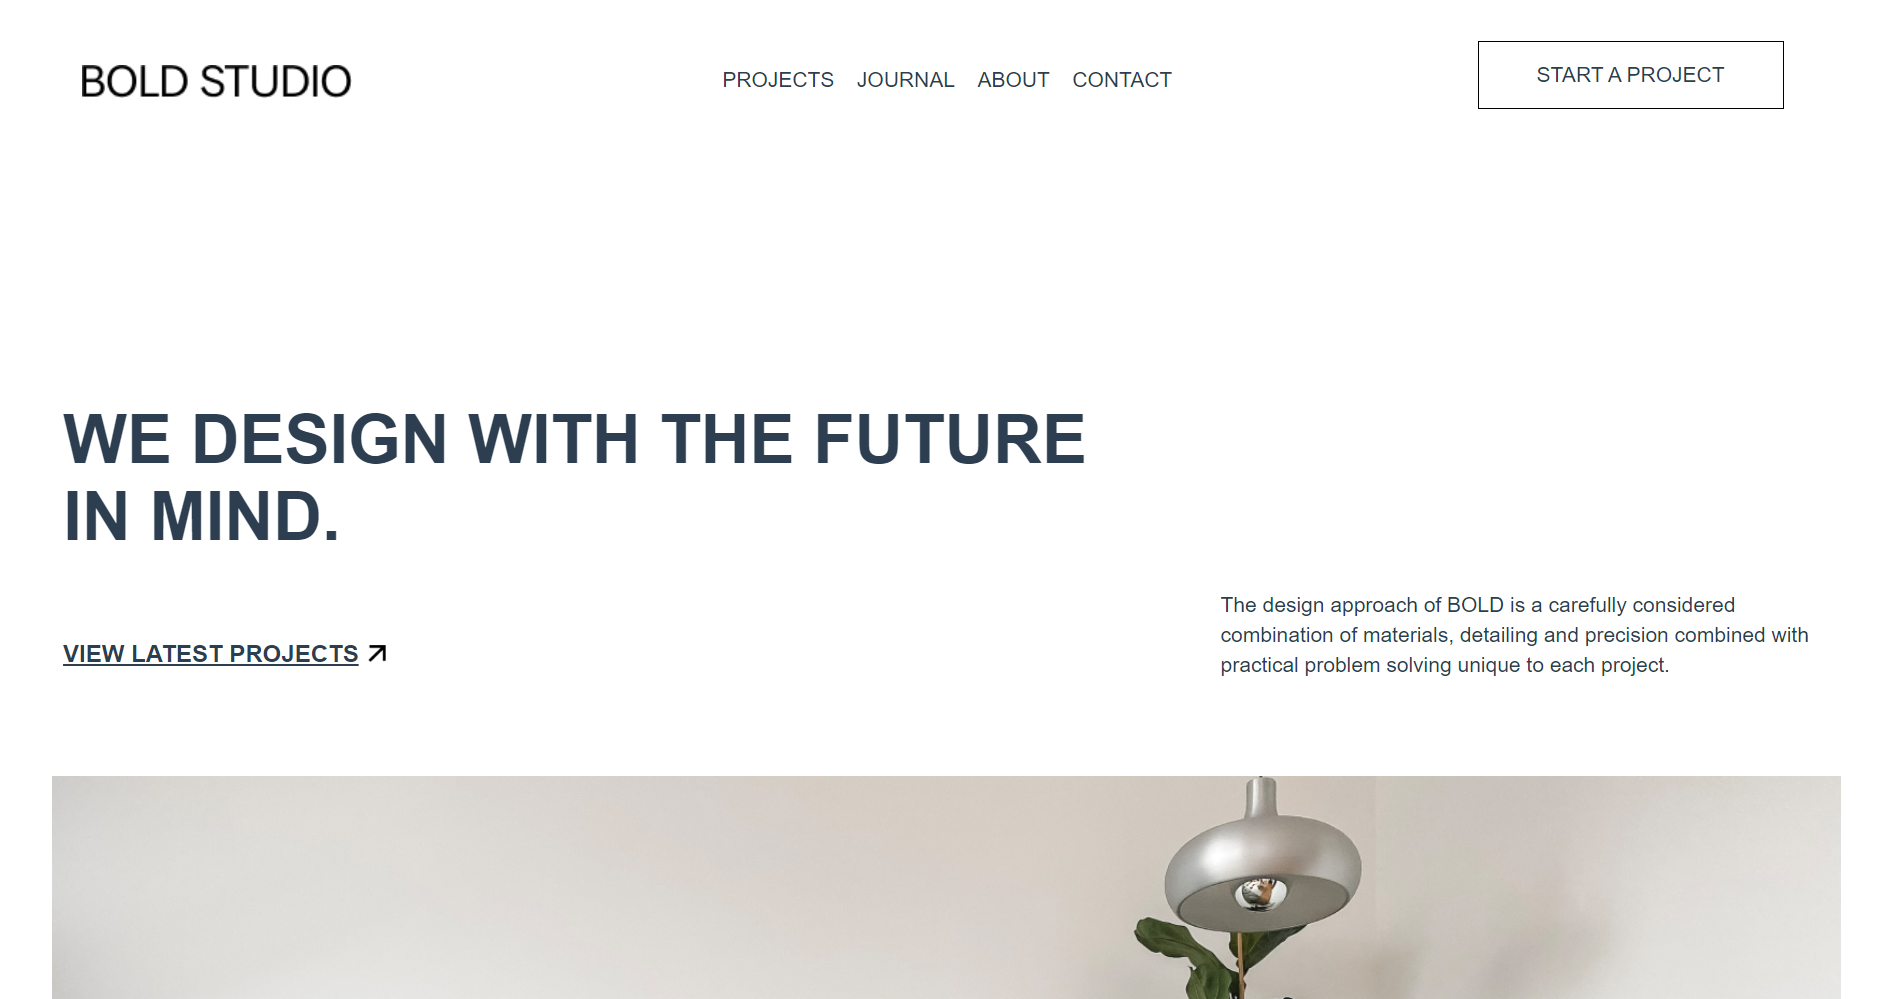 BOLD STUDIO
PROJECTS JOURNAL ABOUT CONTACT
START A PROJECT
WE DESIGN WITH THE FUTURE
IN MIND.
VIEW LATEST PROJECTS
The design approach of BOLD is a carefully considered
combination of materials, detailing and precision combined with
practical problem solving unique to each project.